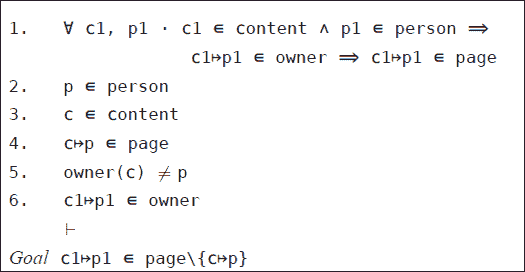 1. ∀ c1, p1 · c1 ∈ content ∧ p1 ∈ person ⇒
c1↦p1 ∈ owner ⇒ c1↦p1 ∈ page
2. p ∈ person
3. c ∈ content
4. c↦p ∈ page
5. owner(c) ≠ p
6. c1↦p1 ∈ owner
⊢
Goal c1↦p1 ∈ page\{c↦p}